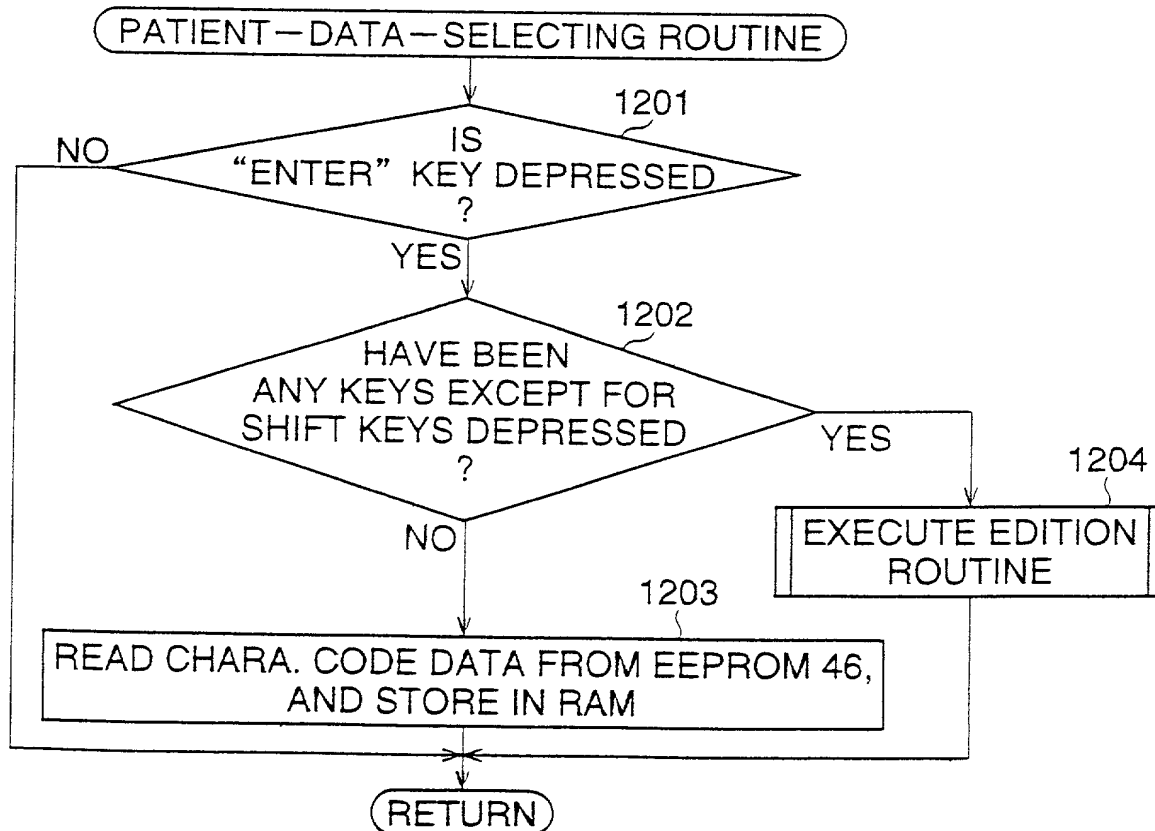 PATIENT—DATA—SELECTING ROUTINE
1201
NO
IS
“ENTER” KEY DEPRESSED
?
YES
1202
HAVE BEEN
ANY KEYS EXCEPT FOR
SHIFT KEYS DEPRESSED
?
YES
NO
1204
EXECUTE EDITION
ROUTINE
1203
READ CHARA. CODE DATA FROM EEPROM 46,
AND STORE IN RAM
RETURN